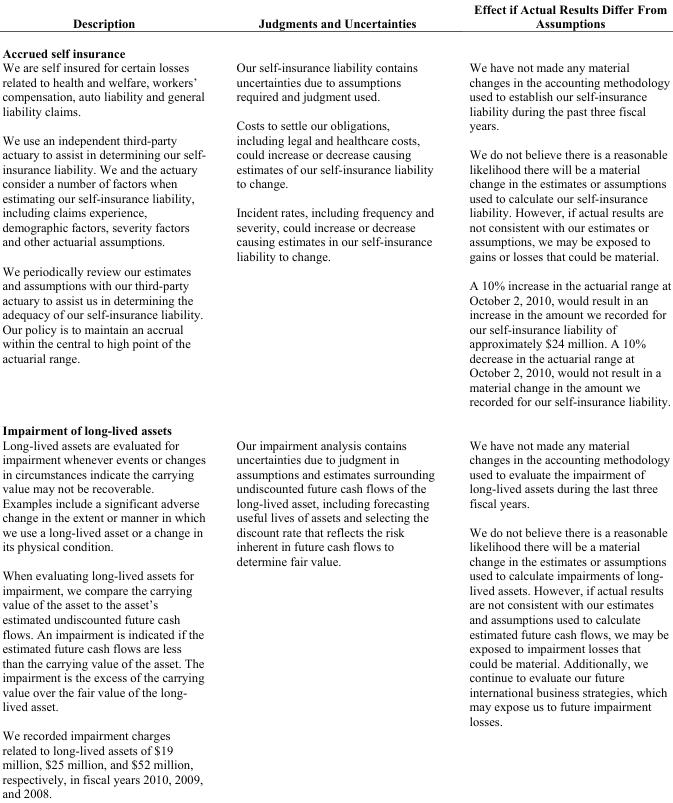 Description
Judgments and Uncertainties
Effect if Actual Results Differ From
Assumptions
Accrued self insurance
We are self insured for certain losses
related to health and welfare, workers'
compensation, auto liability and general
liability claims.
We use an independent third-party
actuary to assist in determining our self-
insurance liability. We and the actuary
consider a number of factors when
estimating our self-insurance liability,
including claims experience,
demographic factors, severity factors
and other actuarial assumptions.
We periodically review our estimates
and assumptions with our third-party
actuary to assist us in determining the
adequacy of our self-insurance liability.
Our policy is to maintain an accrual
within the central to high point of the
actuarial range.
Our self-insurance liability contains
uncertainties due to assumptions
required and judgment used.
Costs to settle our obligations,
including legal and healthcare costs,
could increase or decrease causing
estimates of our self-insurance liability
to change.
Incident rates, including frequency and
severity, could increase or decrease
causing estimates in our self-insurance
liability to change.
We have not made any material
changes in the accounting methodology
used to establish our self-insurance
liability during the past three fiscal
years.
We do not believe there is a reasonable
likelihood there will be a material
change in the estimates or assumptions
used to calculate our self-insurance
liability. However, if actual results are
not consistent with our estimates or
assumptions, we may be exposed to
gains or losses that could be material.
A 10% increase in the actuarial range at
October 2, 2010, would result in an
increase in the amount we recorded for
our self-insurance liability of
approximately $24 million. A 10%
decrease in the actuarial range at
October 2, 2010, would not result in a
material change in the amount we
recorded for our self-insurance liability.
Impairment of long-lived assets
Long-lived assets are evaluated for
impairment whenever events or changes
in circumstances indicate the carrying
value may not be recoverable.
Examples include a significant adverse
change in the extent or manner in which
we use a long-lived asset or a change in
its physical condition.
When evaluating long-lived assets for
impairment, we compare the carrying
value of the asset to the asset's
estimated undiscounted future cash
flows. An impairment is indicated if the
estimated future cash flows are less
than the carrying value of the asset. The
impairment is the excess of the carrying
value over the fair value of the long-
lived asset.
We recorded impairment charges
related to long-lived assets of $19
million, $25 million, and $52 million,
respectively, in fiscal years 2010, 2009,
and 2008.
Our impairment analysis contains
uncertainties due to judgment in
assumptions and estimates surrounding
undiscounted future cash flows of the
long-lived asset, including forecasting
useful lives of assets and selecting the
discount rate that reflects the risk
inherent in future cash flows to
determine fair value.
We have not made any material
changes in the accounting methodology
used to evaluate the impairment of
long-lived assets during the last three
fiscal years.
We do not believe there is a reasonable
likelihood there will be a material
change in the estimates or assumptions
used to calculate impairments of long-
lived assets. However, if actual results
are not consistent with our estimates
and assumptions used to calculate
estimated future cash flows, we may be
exposed to impairment losses that
could be material. Additionally, we
continue to evaluate our future
international business strategies, which
may expose us to future impairment
losses.